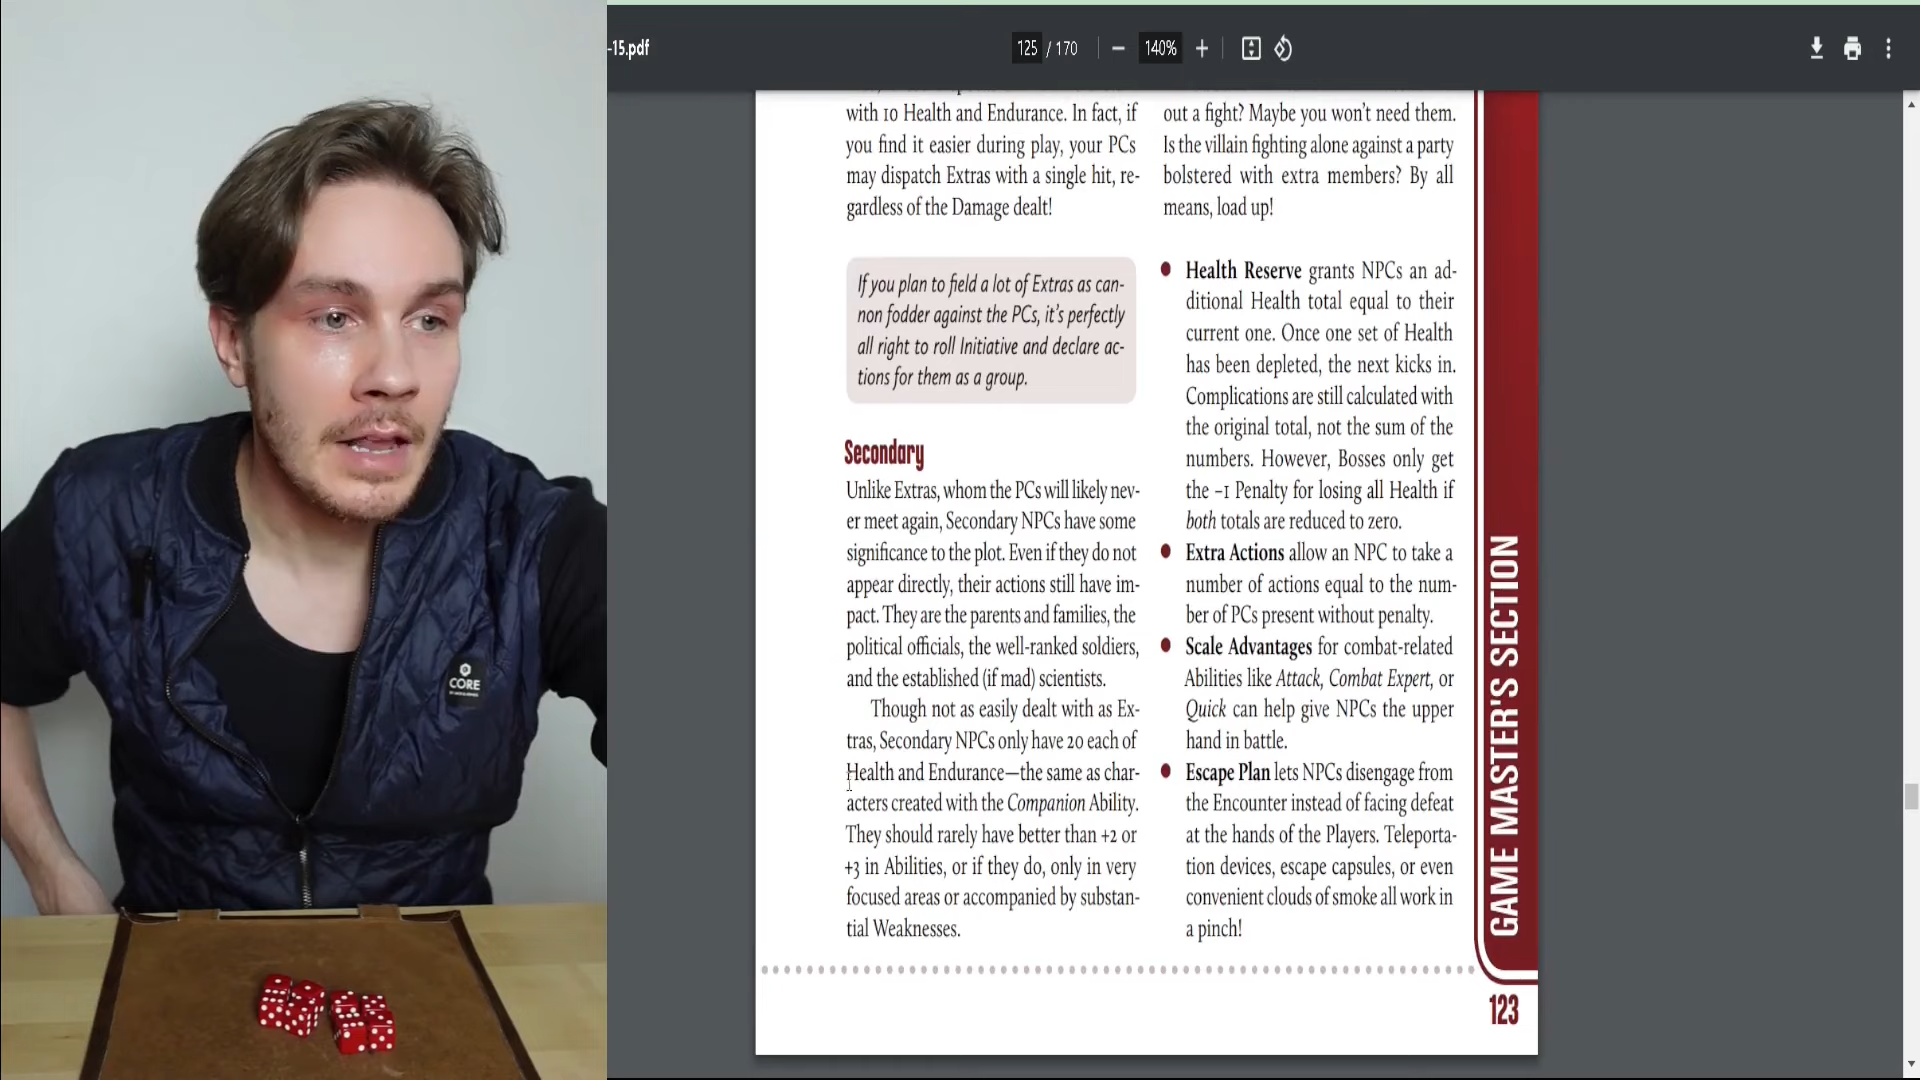 -15.pdf
125 / 170
140%
with 10 Health and Endurance. In fact, if
you find it easier during play, your PCs
may dispatch Extras with a single hit, re-
gardless of the Damage dealt!
If you plan to field a lot of Extras as can-
non fodder against the PCs, it's perfectly
all right to roll Initiative and declare ac-
tions for them as a group.
Secondary
Unlike Extras, whom the PCs will likely nev-
er meet again, Secondary NPCs have some
significance to the plot. Even if they do not
appear directly, their actions still have im-
pact. They are the parents and families, the
political officials, the well-ranked soldiers,
and the established (if mad) scientists.
Though not as easily dealt with as Ex-
tras, Secondary NPCs only have 20 each of
Health and Endurance—the same as char-
acters created with the Companion Ability.
They should rarely have better than +2 or
+3 in Abilities, or if they do, only in very
focused areas or accompanied by substan-
tial Weaknesses.
out a fight? Maybe you won't need them.
Is the villain fighting alone against a party
bolstered with extra members? By all
means, load up!
Health Reserve grants NPCs an ad-
ditional Health total equal to their
current one. Once one set of Health
has been depleted, the next kicks in.
Complications are still calculated with
the original total, not the sum of the
numbers. However, Bosses only get
the –1 Penalty for losing all Health if
both totals are reduced to zero.
Extra Actions allow an NPC to take a
number of actions equal to the num-
ber of PCs present without penalty.
Scale Advantages for combat-related
Abilities like Attack, Combat Expert, or
Quick can help give NPCs the upper
hand in battle.
Escape Plan lets NPCs disengage from
the Encounter instead of facing defeat
at the hands of the Players. Teleporta-
tion devices, escape capsules, or even
convenient clouds of smoke all work in
a pinch!
GAME MASTER'S SECTION
123
CORE